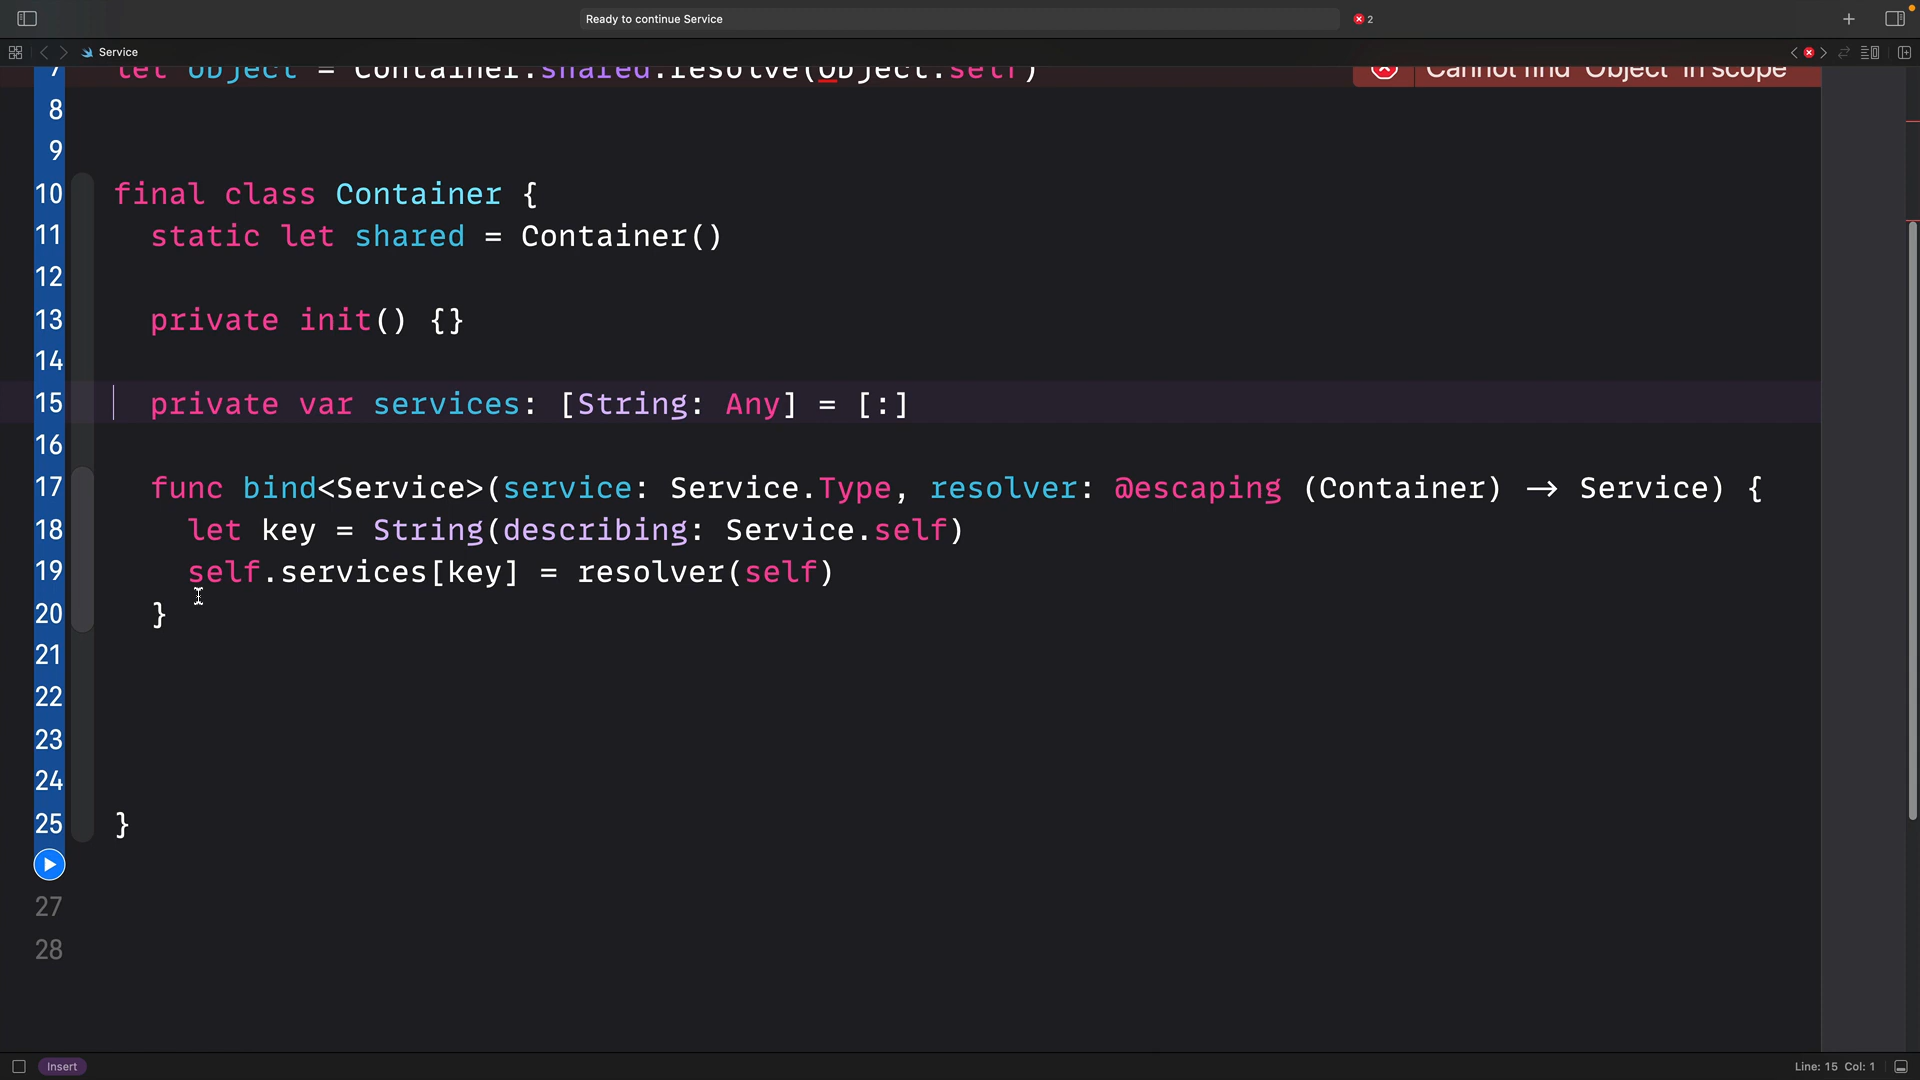 Ready to continue Service
2
Service
7 let object = Container.shared.resolve(Object.self) Cannot find 'Object' in scope
8
9
10 final class Container {
11 static let shared = Container()
12
13 private init() {}
14
15 private var services: [String: Any] = [:]
16
17 func bind<Service>(service: Service.Type, resolver: @escaping (Container) -> Service) {
18 let key = String(describing: Service.self)
19 self.services[key] = resolver(self)
20 }
21
22
23
24
25 }
27
28
Insert
Line: 15 Col: 1